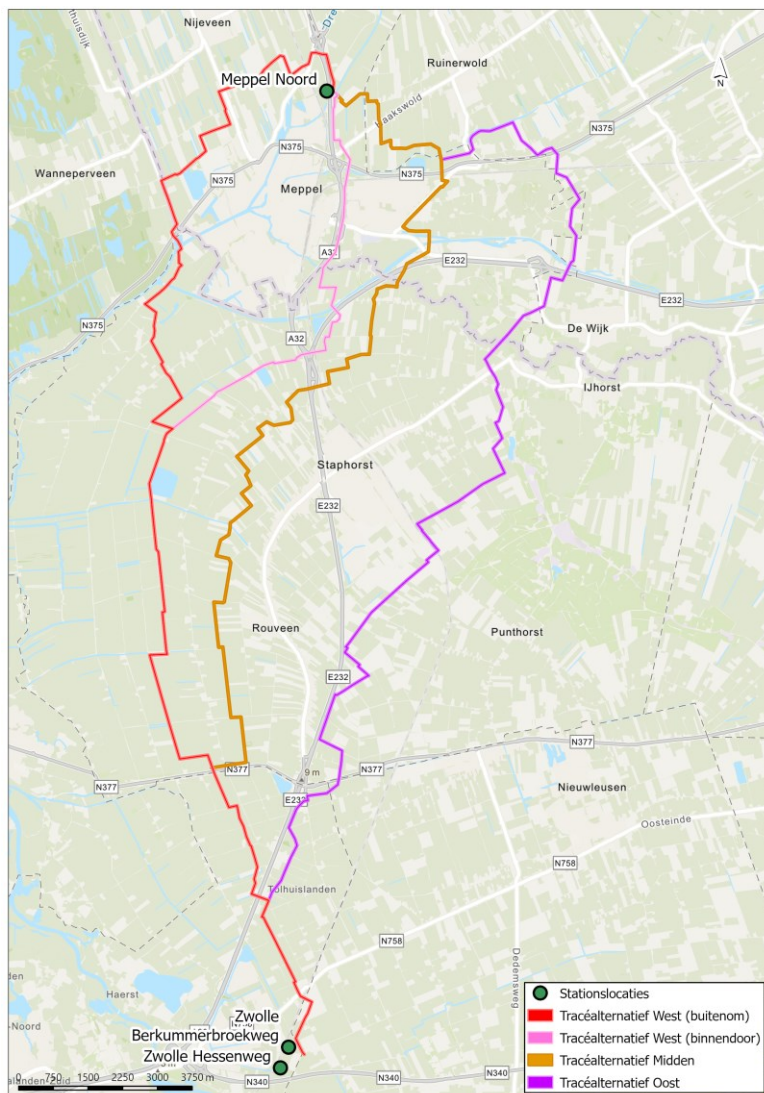 Nijeveen
Meppel Noord
Ruinerwold
N375
N375
Wanneperveen
N375
N375
Meppel
E232
E232
N375
A32
De Wijk
IJhorst
Staphorst
E232
Rouveen
Punthorst
E232
N377
N377
9 m
N377
N377
E232
Nieuwleusen
Oosteinde
N758
Tolhuislanden
N758
Dedemsweg
Haerst
Zwolle
Berkummerbroekweg
Zwolle Hessenweg
N340
N340
0 750 1500 2250 3000 3750 m
N
Stationslocaties
Tracéalternatief West (buitenom)
Tracéalternatief West (binnendoor)
Tracéalternatief Midden
Tracéalternatief Oost